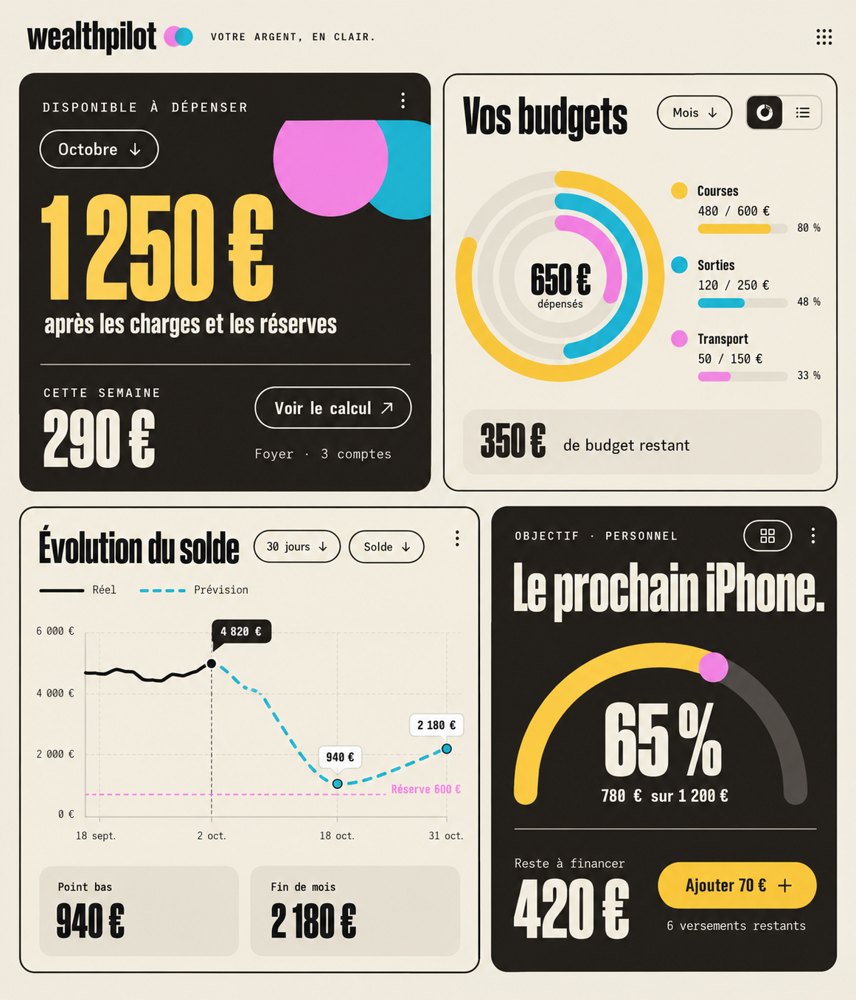 wealthpilot
VOTRE ARGENT, EN CLAIR.
DISPONIBLE À DÉPENSER
Octobre ↓
1 250 €
après les charges et les réserves
CETTE SEMAINE
290 €
Voir le calcul ↗
Foyer · 3 comptes
Vos budgets
Mois ↓
650 €
dépensés
Courses
480 / 600 €
80 %
Sorties
120 / 250 €
48 %
Transport
50 / 150 €
33 %
350 € de budget restant
Évolution du solde
30 jours ↓
Solde ↓
Réel
Prévision
6 000 €
4 000 €
2 000 €
0 €
4 820 €
940 €
2 180 €
Réserve 600 €
18 sept.
2 oct.
18 oct.
31 oct.
Point bas
940 €
Fin de mois
2 180 €
OBJECTIF · PERSONNEL
Le prochain iPhone.
65 %
780 € sur 1 200 €
Reste à financer
420 €
Ajouter 70 € +
6 versements restants